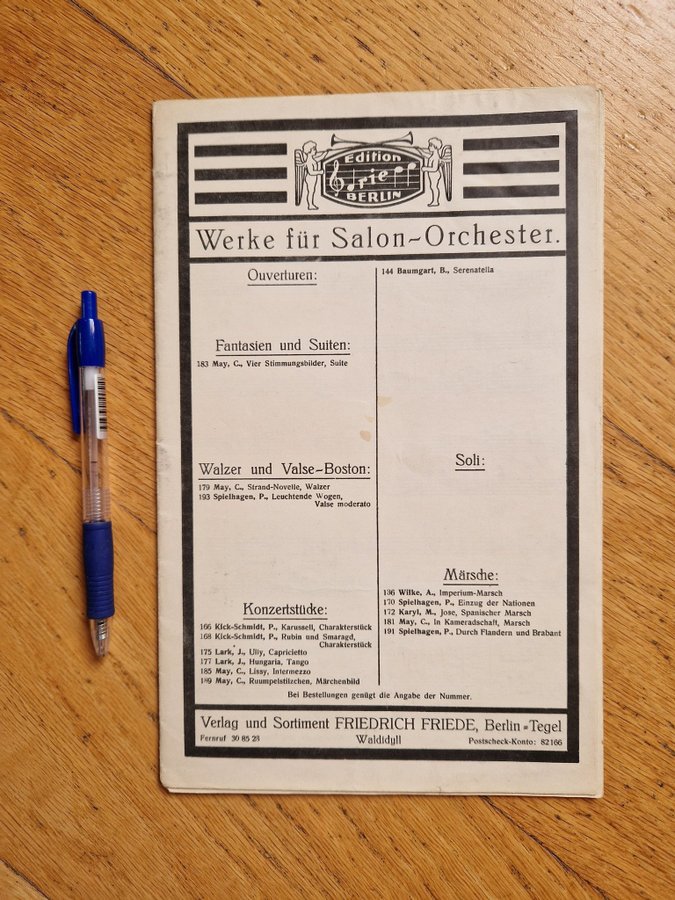 Edition
rie
BERLIN
Werke für Salon-Orchester.
Ouverturen:
Fantasien und Suiten:
183 May, C., Vier Stimmungsbilder, Suite
Walzer und Valse-Boston:
179 May, C., Strand-Novelle, Walzer
193 Spielhagen, P., Leuchtende Wogen,
Valse moderato
Konzertstücke:
166 Kick-Schmidt, P., Karussell, Charakterstück
168 Kick-Schmidt, P., Rubin und Smaragd,
Charakterstück
175 Lark, J., Ully, Capricietto
177 Lark, J., Hungaria, Tango
185 May, C., Lissy, Intermezzo
189 May, C., Ruumpelstilzchen, Märchenbild
144 Baumgart, B., Serenatella
Soli:
Märsche:
136 Wilke, A., Imperium-Marsch
170 Spielhagen, P., Einzug der Nationen
172 Karyl, M., Jose, Spanischer Marsch
181 May, C., In Kameradschaft, Marsch
191 Spielhagen, P., Durch Flandern und Brabant
Bei Bestellungen genügt die Angabe der Nummer.
Verlag und Sortiment FRIEDRICH FRIEDE, Berlin-Tegel
Fernruf 30 85 23 Waldidyll Postscheck-Konto: 82166